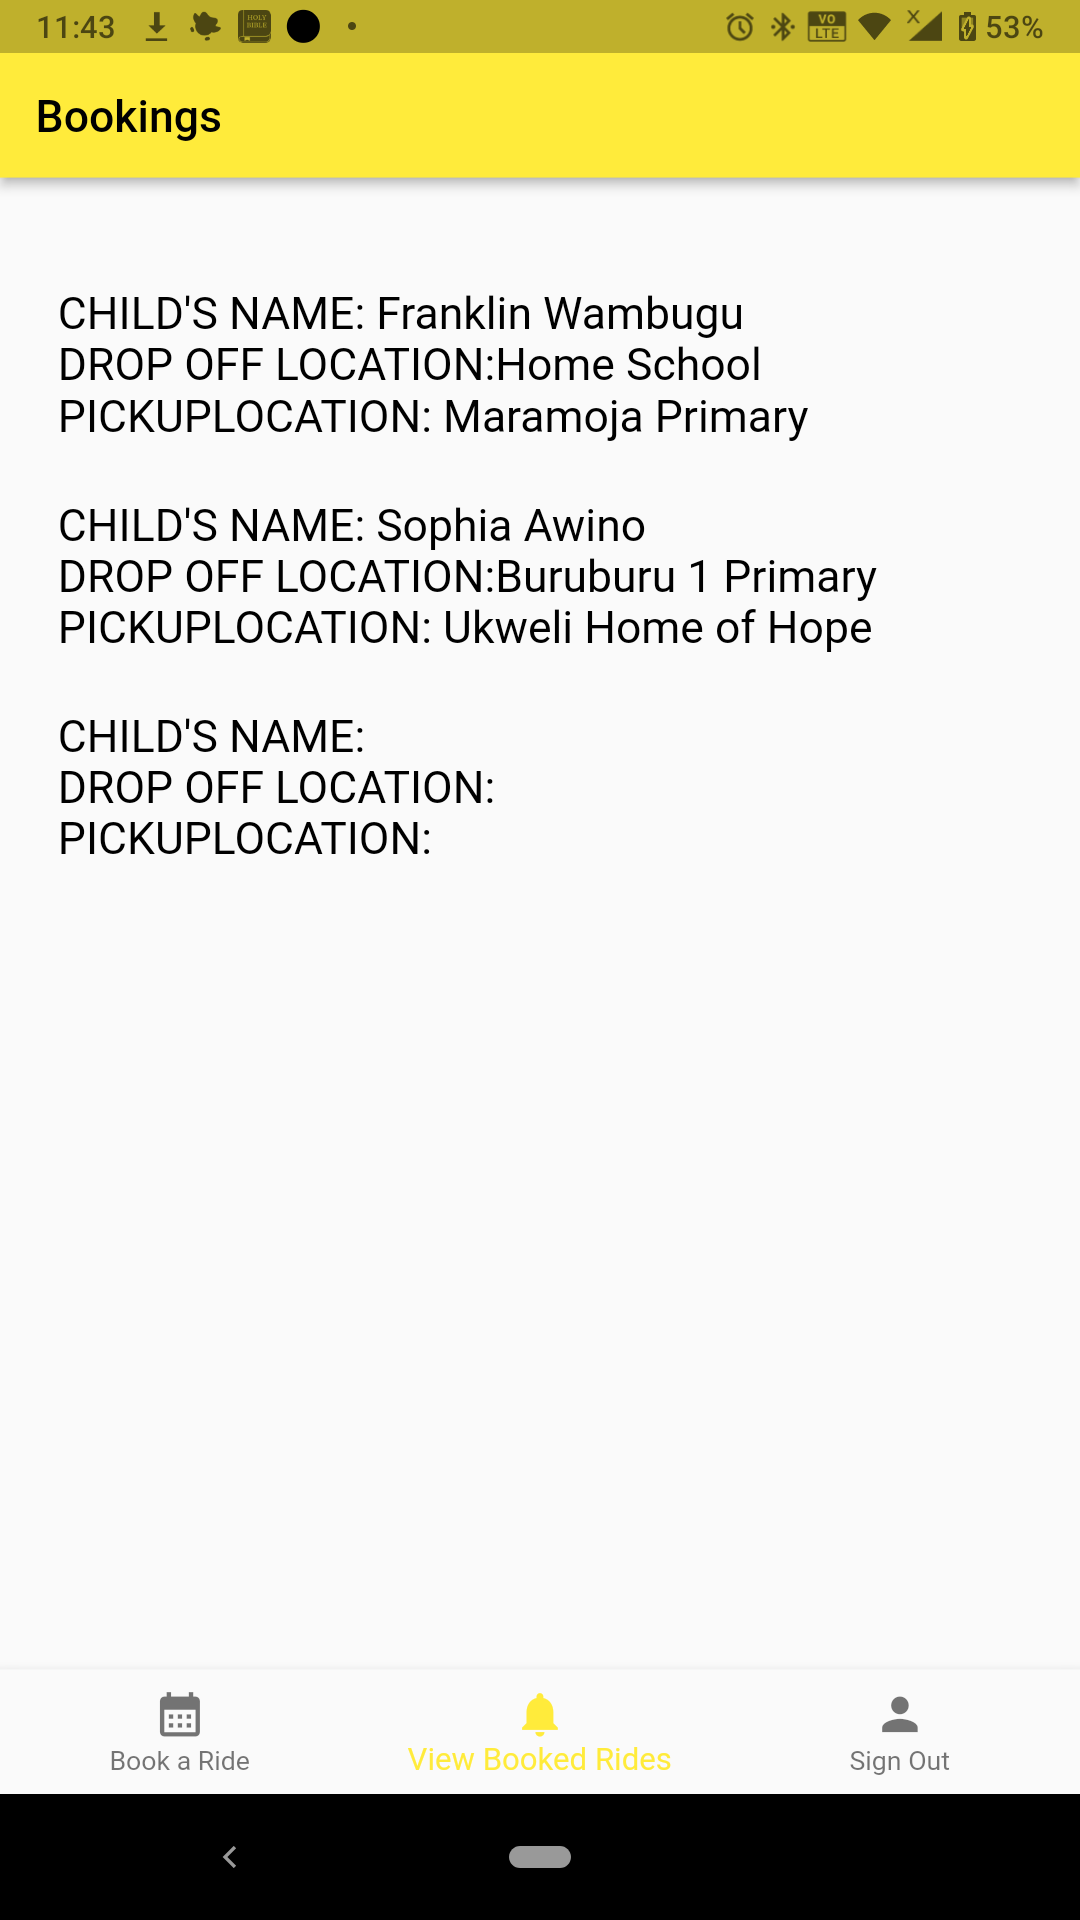 11:43
HOLY
BIBLE
VO
LTE
X
53%
Bookings
CHILD'S NAME: Franklin Wambugu
DROP OFF LOCATION:Home School
PICKUPLOCATION: Maramoja Primary
CHILD'S NAME: Sophia Awino
DROP OFF LOCATION:Buruburu 1 Primary
PICKUPLOCATION: Ukweli Home of Hope
CHILD'S NAME:
DROP OFF LOCATION:
PICKUPLOCATION:
Book a Ride
View Booked Rides
Sign Out